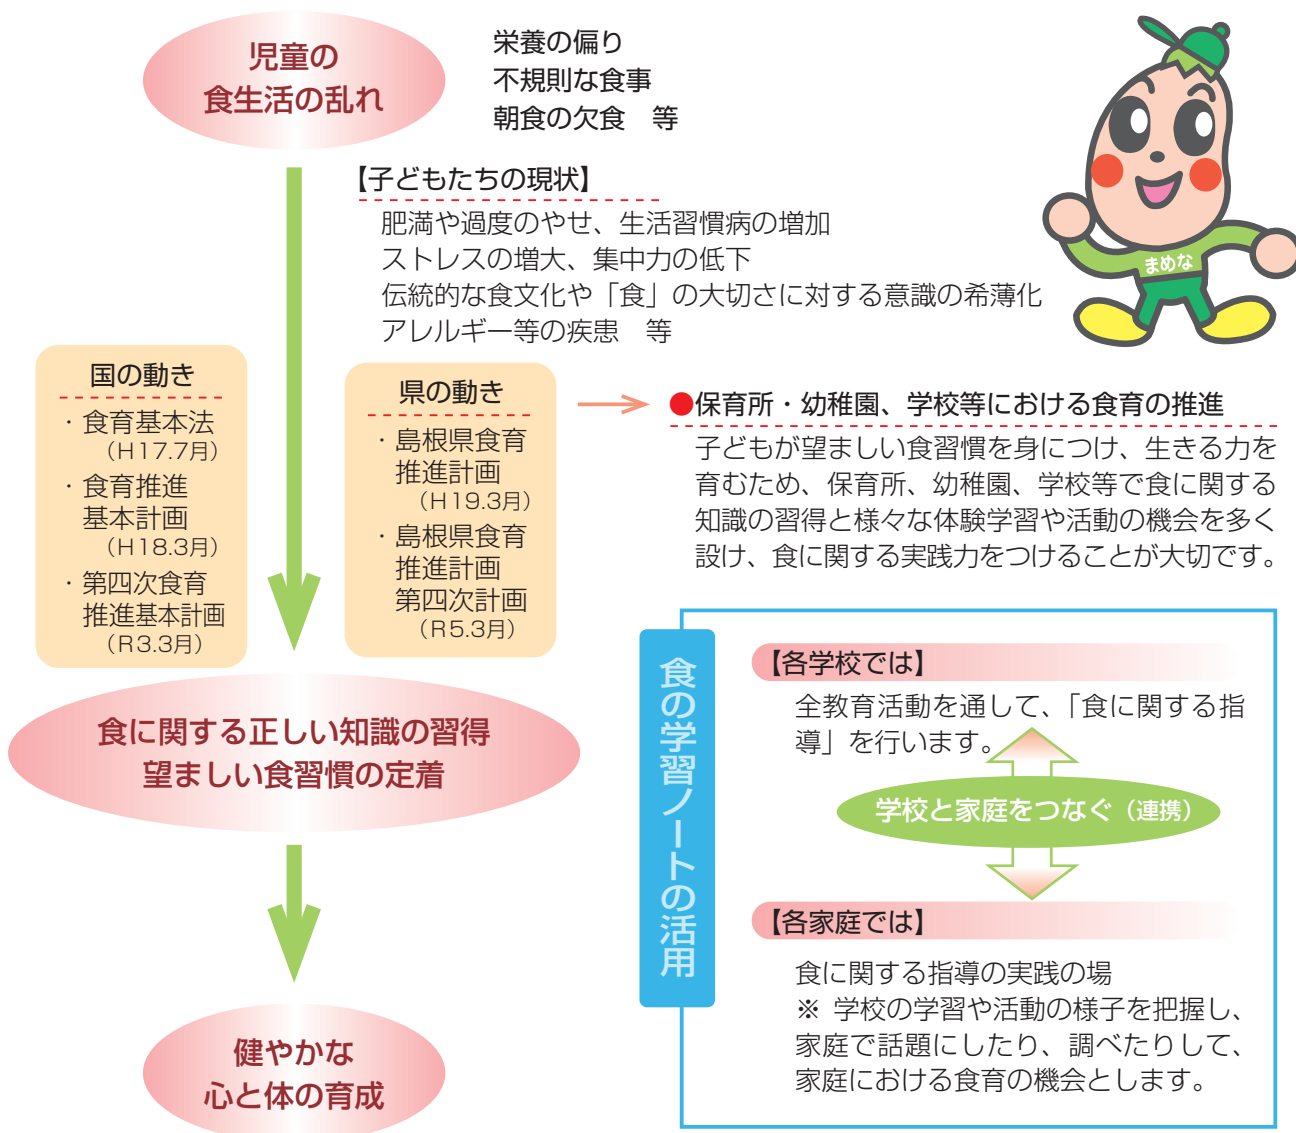 児童の
食生活の乱れ
栄養の偏り
不規則な食事
朝食の欠食　等
【子どもたちの現状】
肥満や過度のやせ、生活習慣病の増加
ストレスの増大、集中力の低下
伝統的な食文化や「食」の大切さに対する意識の希薄化
アレルギー等の疾患　等
まめな
国の動き
・食育基本法
（H17.7月）
・食育推進
基本計画
（H18.3月）
・第四次食育
推進基本計画
（R3.3月）
県の動き
・島根県食育
推進計画
（H19.3月）
・島根県食育
推進計画
第四次計画
（R5.3月）
●保育所・幼稚園、学校等における食育の推進
子どもが望ましい食習慣を身につけ、生きる力を
育むため、保育所、幼稚園、学校等で食に関する
知識の習得と様々な体験学習や活動の機会を多く
設け、食に関する実践力をつけることが大切です。
食に関する正しい知識の習得
望ましい食習慣の定着
健やかな
心と体の育成
食の学習ノートの活用
【各学校では】
全教育活動を通して、「食に関する指
導」を行います。
学校と家庭をつなぐ（連携）
【各家庭では】
食に関する指導の実践の場
※ 学校の学習や活動の様子を把握し、
家庭で話題にしたり、調べたりして、
家庭における食育の機会とします。